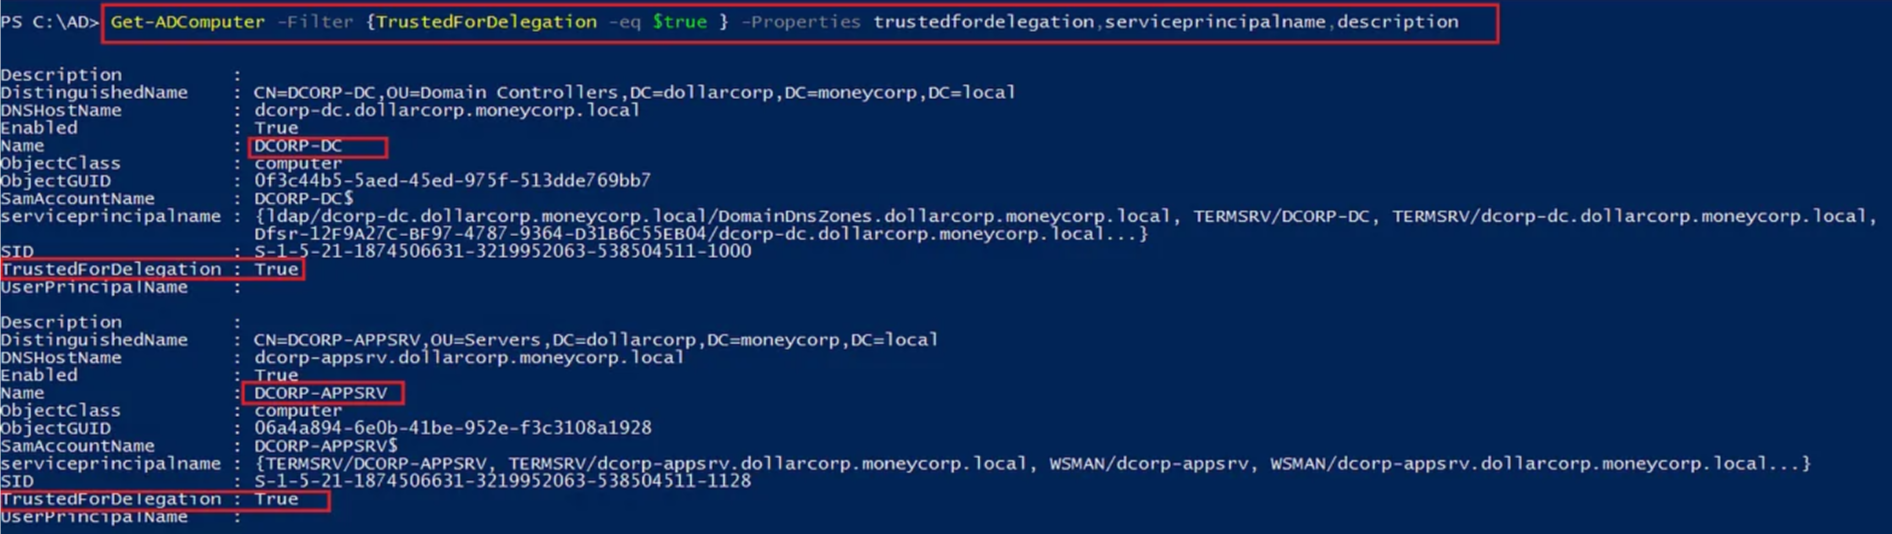 PS C:\AD> Get-ADComputer -Filter {TrustedForDelegation -eq $true } -Properties trustedfordelegation,serviceprincipalname,description
Description :
DistinguishedName : CN=DCORP-DC,OU=Domain Controllers,DC=dollarcorp,DC=moneycorp,DC=local
DNSHostName : dcorp-dc.dollarcorp.moneycorp.local
Enabled : True
Name : DCORP-DC
ObjectClass : computer
ObjectGUID : 0f3c44b5-5aed-45ed-975f-513dde769bb7
SamAccountName : DCORP-DC$
serviceprincipalname : {ldap/dcorp-dc.dollarcorp.moneycorp.local/DomainDnsZones.dollarcorp.moneycorp.local, TERMSRV/DCORP-DC, TERMSRV/dcorp-dc.dollarcorp.moneycorp.local,
Dfsr-12F9A27C-BF97-4787-9364-D31B6C55EB04/dcorp-dc.dollarcorp.moneycorp.local...}
SID : S-1-5-21-1874506631-3219952063-538504511-1000
TrustedForDelegation : True
UserPrincipalName :
Description :
DistinguishedName : CN=DCORP-APPSRV,OU=Servers,DC=dollarcorp,DC=moneycorp,DC=local
DNSHostName : dcorp-appsrv.dollarcorp.moneycorp.local
Enabled : True
Name : DCORP-APPSRV
ObjectClass : computer
ObjectGUID : 06a4a894-6e0b-41be-952e-f3c3108a1928
SamAccountName : DCORP-APPSRV$
serviceprincipalname : {TERMSRV/DCORP-APPSRV, TERMSRV/dcorp-appsrv.dollarcorp.moneycorp.local, WSMAN/dcorp-appsrv, WSMAN/dcorp-appsrv.dollarcorp.moneycorp.local...}
SID : S-1-5-21-1874506631-3219952063-538504511-1128
TrustedForDelegation : True
UserPrincipalName :